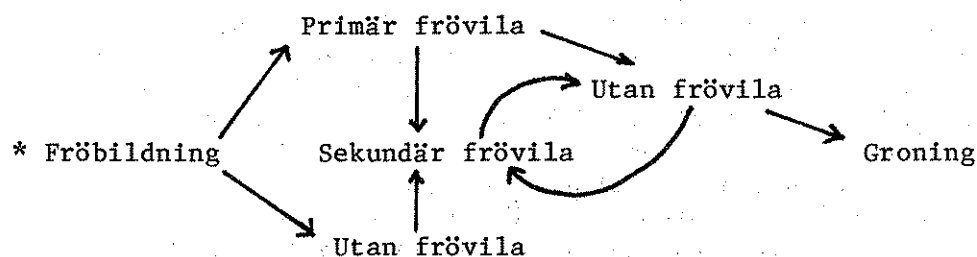 Primär frövila
Utan frövila
* Fröbildning Sekundär frövila Groning
Utan frövila